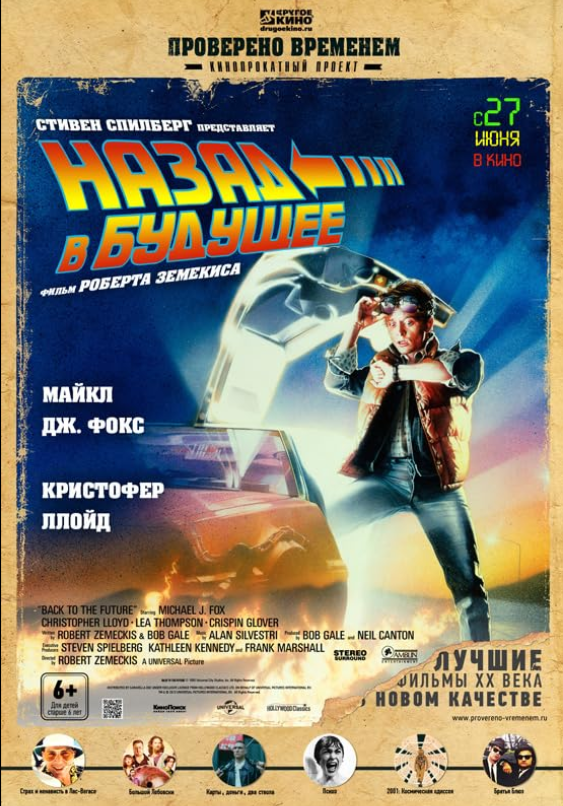 ДРУГОЕ
КИНО
drugoekino.ru
ПРОВЕРЕНО ВРЕМЕНЕМ
КИНОПРОКАТНЫЙ ПРОЕКТ
СТИВЕН СПИЛБЕРГ ПРЕДСТАВЛЯЕТ
с 27
ИЮНЯ
В КИНО
НАЗАД
В БУДУЩЕЕ
ФИЛЬМ РОБЕРТА ЗЕМЕКИСА
МАЙКЛ
ДЖ. ФОКС
КРИСТОФЕР
ЛЛОЙД
"BACK TO THE FUTURE" Starring MICHAEL J. FOX
CHRISTOPHER LLOYD · LEA THOMPSON · CRISPIN GLOVER
Written by ROBERT ZEMECKIS & BOB GALE Music by ALAN SILVESTRI Produced by BOB GALE and NEIL CANTON
Executive Producers STEVEN SPIELBERG KATHLEEN KENNEDY and FRANK MARSHALL
Directed by ROBERT ZEMECKIS A UNIVERSAL Picture
STEREO
SURROUND
AMBLIN
ENTERTAINMENT
6+
Для детей
старше 6 лет
КиноПоиск
UNIVERSAL
HOLLYWOOD Classics
ЛУЧШИЕ
ФИЛЬМЫ XX ВЕКА
В НОВОМ КАЧЕСТВЕ
www.provereno-vremenem.ru
Страх и ненависть в Лас-Вегасе
Большой Лебовски
Карты, деньги, два ствола
Психо
2001: Космическая одиссея
Братья Блюз